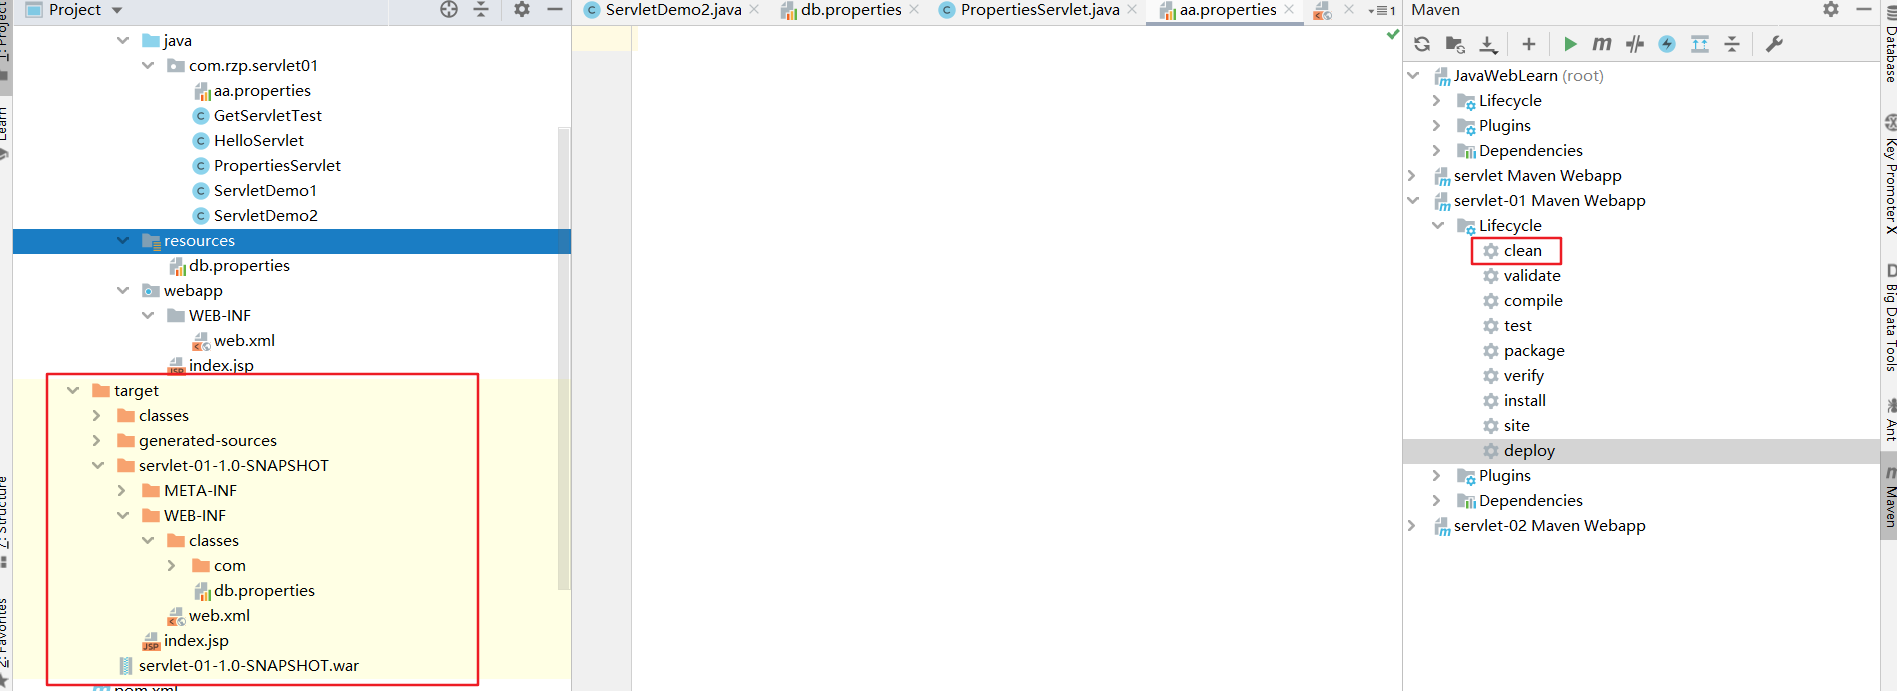 Project
ServletDemo2.java
db.properties
PropertiesServlet.java
aa.properties
1
Maven
java
com.rzp.servlet01
aa.properties
GetServletTest
HelloServlet
PropertiesServlet
ServletDemo1
ServletDemo2
resources
db.properties
webapp
WEB-INF
web.xml
index.jsp
target
classes
generated-sources
servlet-01-1.0-SNAPSHOT
META-INF
WEB-INF
classes
com
db.properties
web.xml
index.jsp
servlet-01-1.0-SNAPSHOT.war
pom.xml
JavaWebLearn (root)
Lifecycle
Plugins
Dependencies
servlet Maven Webapp
servlet-01 Maven Webapp
Lifecycle
clean
validate
compile
test
package
verify
install
site
deploy
Plugins
Dependencies
servlet-02 Maven Webapp
1: Project
Learn
7: Structure
2: Favorites
Database
Key Promoter X
Big Data Tools
Ant
Maven